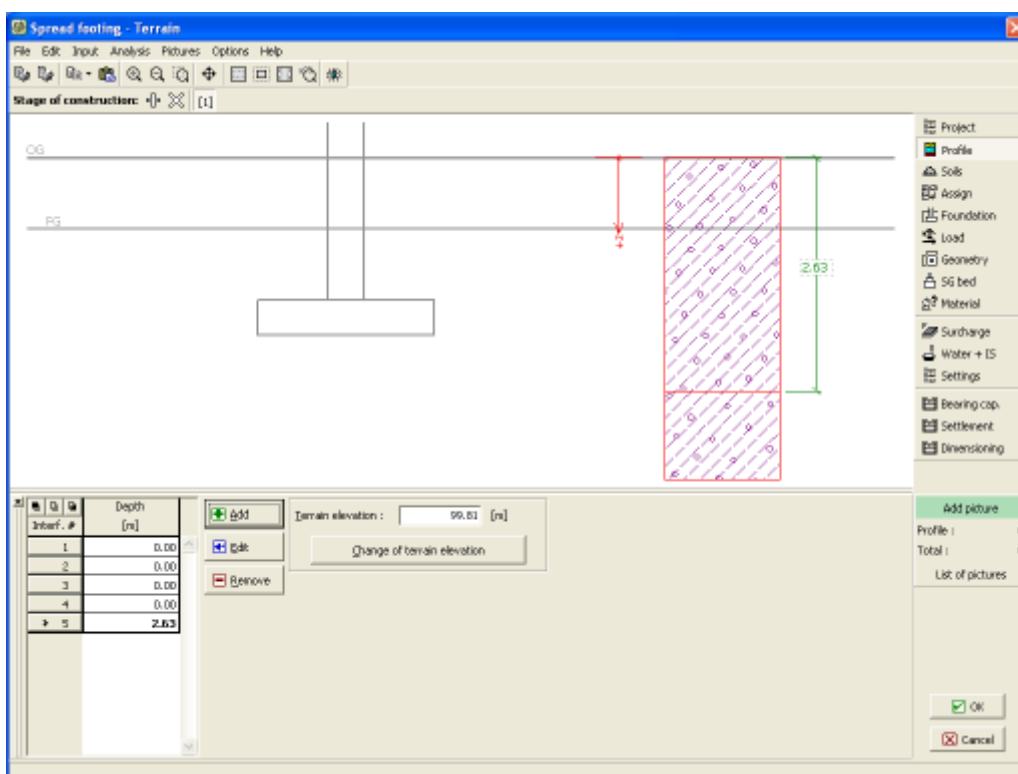 Spread footing - Terrain
File Edit Input Analysis Pictures Options Help
Stage of construction: [1]
OG
FG
+z
2.63
Project
Profile
Soils
Assign
Foundation
Load
Geometry
SG bed
Material
Surcharge
Water + IS
Settings
Bearing cap.
Settlement
Dimensioning
Interf. # Depth [m]
1 0.00
2 0.00
3 0.00
4 0.00
5 2.63
Add
Edit
Remove
Terrain elevation : 99.81 [m]
Change of terrain elevation
Add picture
Profile :
Total :
List of pictures
OK
Cancel